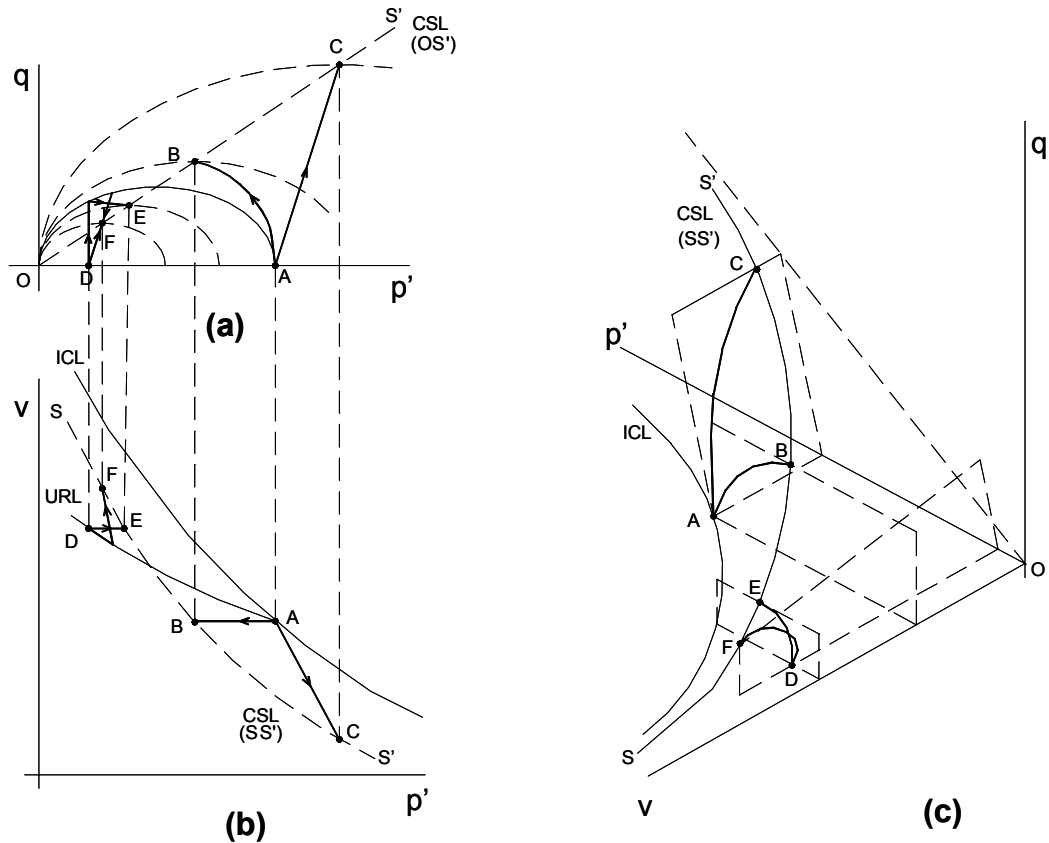 S'
CSL
(OS')
C
q
B
E
F
O
D
A
p'
(a)
ICL
v
S
F
URL
E
D
B
A
CSL
(SS')
C
S'
p'
(b)
q
S'
CSL
(SS')
C
p'
ICL
B
A
O
E
F
D
S
v
(c)